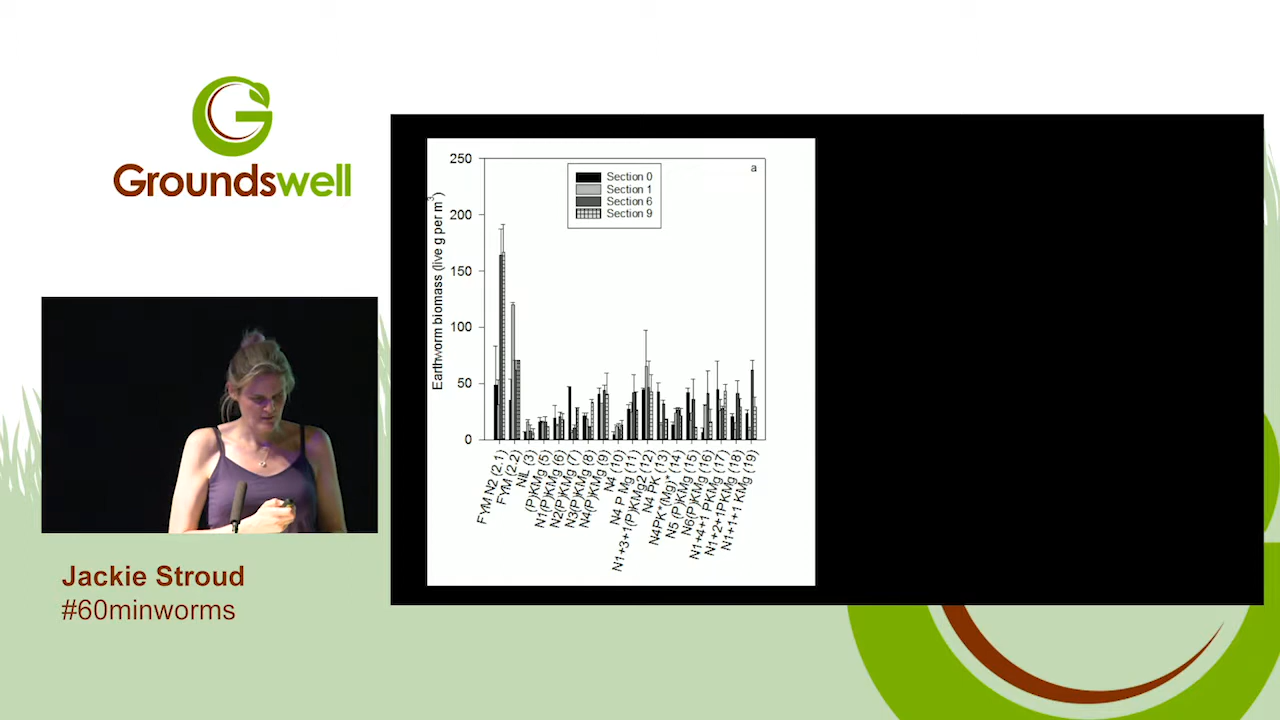 Groundswell
Jackie Stroud
#60minworms
a
Section 0
Section 1
Section 6
Section 9
Earthworm biomass (live g per m³)
250
200
150
100
50
0
FYM N2 (2.1)
FYM (2.2)
NIL (3)
(P)KMg (5)
N1(P)KMg (6)
N2(P)KMg (7)
N3(P)KMg (8)
N4(P)KMg (9)
N4 (10)
N4 P Mg (11)
N1+3+1(P)KMg2 (12)
N4 PK (13)
N4PK*(Mg)* (14)
N5 (P)KMg (15)
N6(P)KMg (16)
N1+4+1 PKMg (17)
N1+2+1PKMg (18)
N1+1+1 KMg (19)